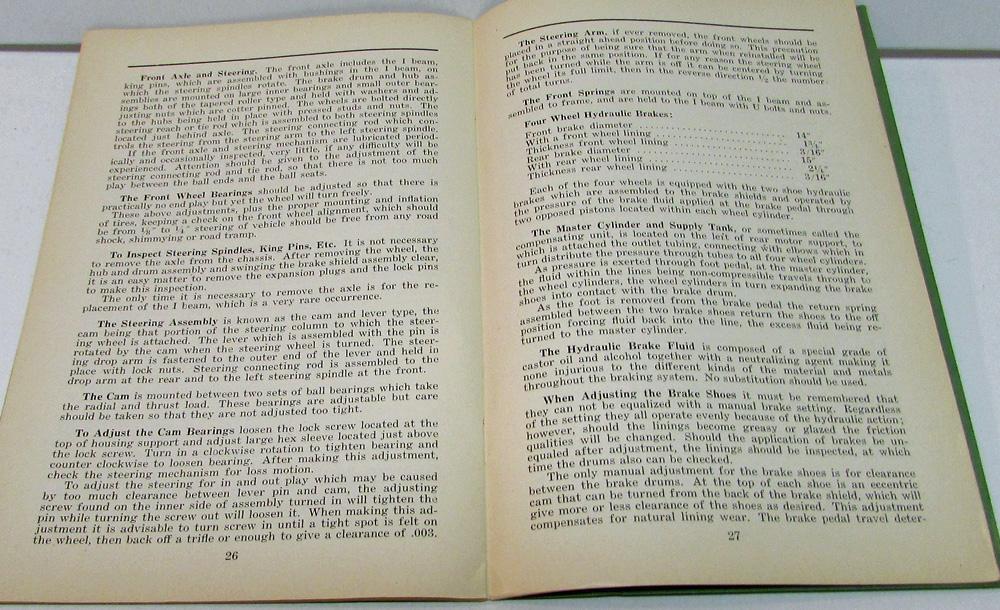 Front Axle and Steering. The front axle includes the I beam,
king pins, which are assembled with bushings in the I beam, on
which the steering spindles rotate. The brake drum and hub as-
semblies are mounted on large inner bearings and small outer bear-
ings both of the tapered roller type and held with washers and ad-
justing nuts which are cotter pinned. The wheels are bolted directly
to the hubs being held in place with pressed studs and nuts. The
steering reach or tie rod which is assembled to both steering spindles
located just behind axle. The steering connecting rod which con-
trols the steering from the steering arm to the left steering spindle.
If the front axle and steering mechanism are lubricated period-
ically and occasionally inspected, very little, if any difficulty will be
experienced. Attention should be given to the adjustment of the
steering connecting rod and tie rod, so that there is not too much
play between the ball ends and the ball seats.
The Front Wheel Bearings should be adjusted so that there is
practically no end play but yet the wheel will turn freely.
These above adjustments, plus the proper mounting and inflation
of tires, keeping a check on the front wheel alignment, which should
be from ⅛" to ¼" steering of vehicle should be free from any road
shock, shimmying or road tramp.
To Inspect Steering Spindles, King Pins, Etc. It is not necessary
to remove the axle from the chassis. After removing the wheel, the
hub and drum assembly and swinging the brake shield assembly clear,
it is an easy matter to remove the expansion plugs and the lock pins
to make this inspection.
The only time it is necessary to remove the axle is for the re-
placement of the I beam, which is a very rare occurrence.
The Steering Assembly is known as the cam and lever type, the
cam being that portion of the steering column to which the steer-
ing wheel is attached. The lever which is assembled with the pin is
rotated by the cam when the steering wheel is turned. The steer-
ing drop arm is fastened to the outer end of the lever and held in
place with lock nuts. Steering connecting rod is assembled to the
drop arm at the rear and to the left steering spindle at the front.
The Cam is mounted between two sets of ball bearings which take
the radial and thrust load. These bearings are adjustable but care
should be taken so that they are not adjusted too tight.
To Adjust the Cam Bearings loosen the lock screw located at the
top of housing support and adjust large hex sleeve located just above
the lock screw. Turn in a clockwise rotation to tighten bearing and
counter clockwise to loosen bearing. After making this adjustment,
check the steering mechanism for loss motion.
To adjust the steering for in and out play which may be caused
by too much clearance between lever pin and cam, the adjusting
screw found on the inner side of assembly turned in will tighten the
pin while turning the screw out will loosen it. When making this ad-
justment it is advisable to turn screw in until a tight spot is felt on
the wheel, then back off a trifle or enough to give a clearance of .003.
26
The Steering Arm, if ever removed, the front wheels should be
placed in a straight ahead position before doing so. This precaution
for the purpose of being sure that the arm when reinstalled will be
put back in the same position. If for any reason the steering wheel
has been turned while the arm is off it can be centered by turning
the wheel its full limit, then in the reverse direction ½ the number
of total turns.
The Front Springs are mounted on top of the I beam and as-
sembled to frame, and are held to the I beam with U bolts and nuts.
Four Wheel Hydraulic Brakes:
Front brake diameter 14"
With a front wheel lining
Thickness front wheel lining 3/16"
Rear brake diameter 15"
With rear wheel lining
Thickness rear wheel lining 3/16"
Each of the four wheels is equipped with the two shoe hydraulic
brakes which are assembled to the brake shields and operated by
the pressure of the brake fluid applied at the brake pedal through
two opposed pistons located within each wheel cylinder.
The Master Cylinder and Supply Tank, or sometimes called the
compensating unit, is located on the left of rear motor support, to
which is attached the outlet tubing, connecting with elbows which in
turn distribute the pressure through tubes to all four wheel cylinders.
As pressure is exerted through foot pedal, at the master cylinder,
the fluid within the lines being non-compressible travels through to
the wheel cylinders, the wheel cylinders in turn expanding the brake
shoes into contact with the brake drum.
As the foot is removed from the brake pedal the return spring
assembled between the two brake shoes return the shoes to the off
position forcing fluid back into the line, the excess fluid being re-
turned to the master cylinder.
The Hydraulic Brake Fluid is composed of a special grade of
castor oil and alcohol together with a neutralizing agent making it
none injurious to the different kinds of the material and metals
throughout the braking system. No substitution should be used.
When Adjusting the Brake Shoes it must be remembered that
they can not be equalized with a manual brake setting. Regardless
of the setting they all operate evenly because of the hydraulic action;
however, should the linings become greasy or glazed the friction
qualities will be changed. Should the application of brakes be un-
equaled after adjustment, the linings should be inspected, at which
time the drums also can be checked.
The only manual adjustment for the brake shoes is for clearance
between the brake drums. At the top of each shoe is an eccentric
cam that can be turned from the back of the brake shield, which will
give more or less clearance of the shoes as desired. This adjustment
compensates for natural lining wear. The brake pedal travel deter-
27